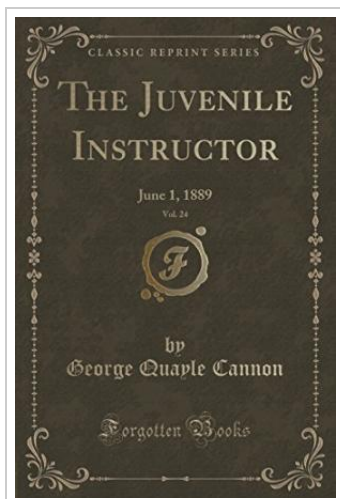 CLASSIC REPRINT SERIES
THE JUVENILE
INSTRUCTOR
June 1, 1889
Vol. 24
F
by
George Quayle Cannon
Forgotten Books